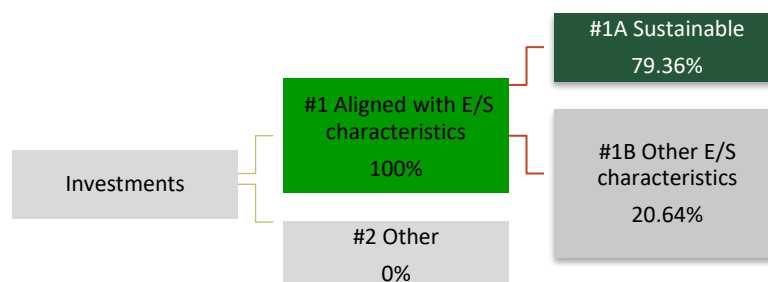 Investments
#1 Aligned with E/S
characteristics
100%
#2 Other
0%
#1A Sustainable
79.36%
#1B Other E/S
characteristics
20.64%